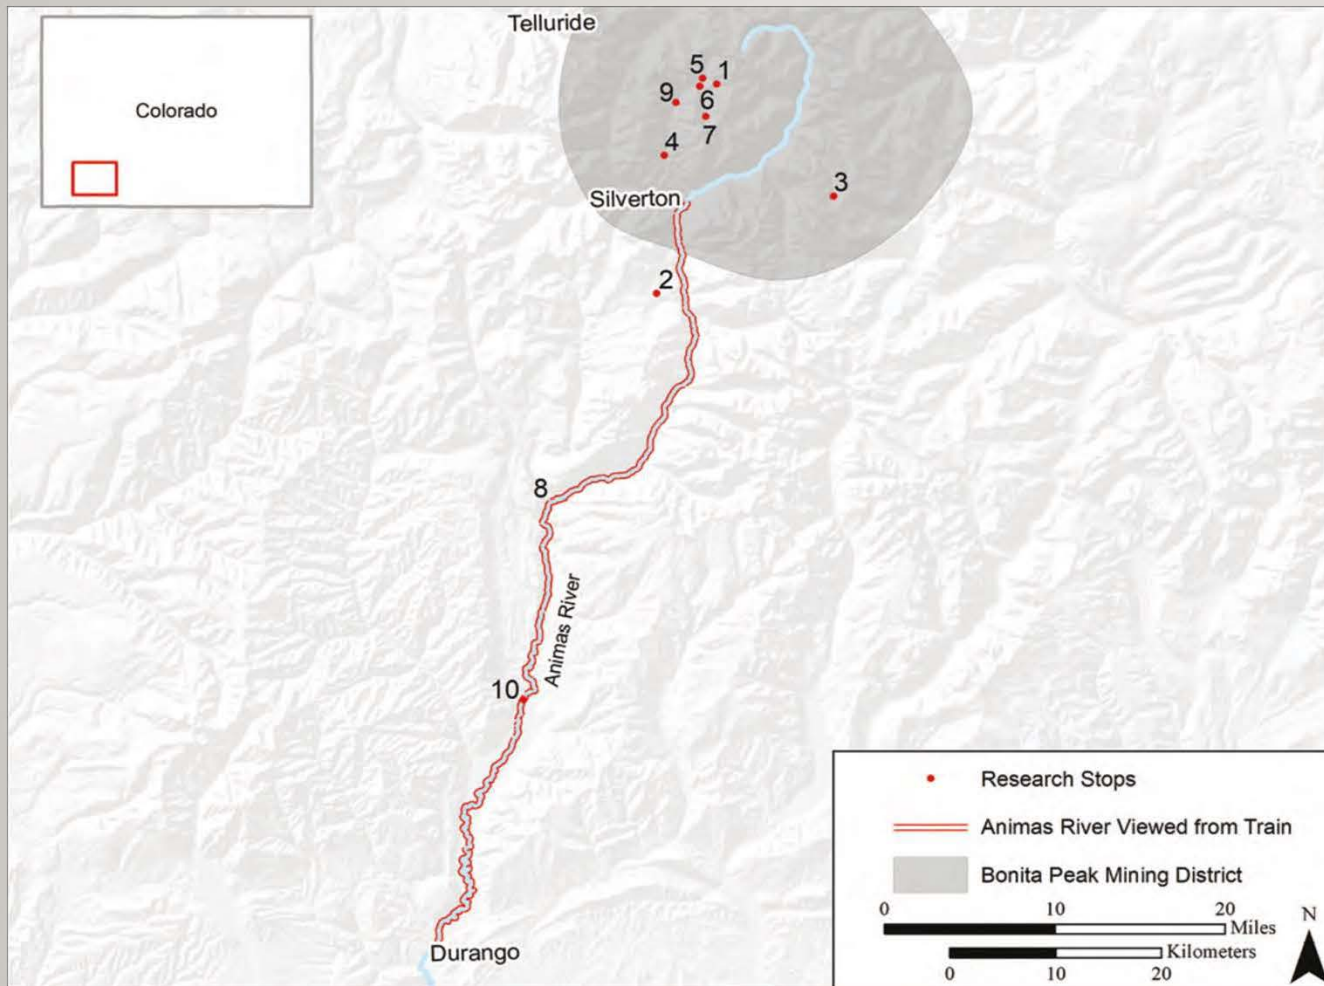 Telluride
Colorado
5
1
9
6
7
4
3
Silverton
2
8
Animas River
10
Durango
Research Stops
Animas River Viewed from Train
Bonita Peak Mining District
0 10 20
Miles
Kilometers
0 10 20
N